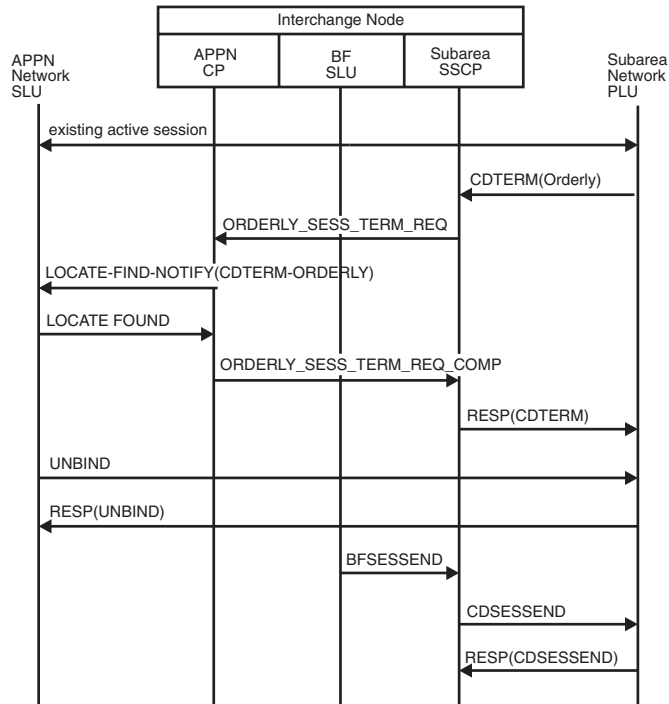 Interchange Node
APPN
Network
SLU
APPN
CP
BF
SLU
Subarea
SSCP
Subarea
Network
PLU
existing active session
CDTERM(Orderly)
ORDERLY_SESS_TERM_REQ
LOCATE-FIND-NOTIFY(CDTERM-ORDERLY)
LOCATE FOUND
ORDERLY_SESS_TERM_REQ_COMP
RESP(CDTERM)
UNBIND
RESP(UNBIND)
BFSESSEND
CDSESSEND
RESP(CDSESSEND)